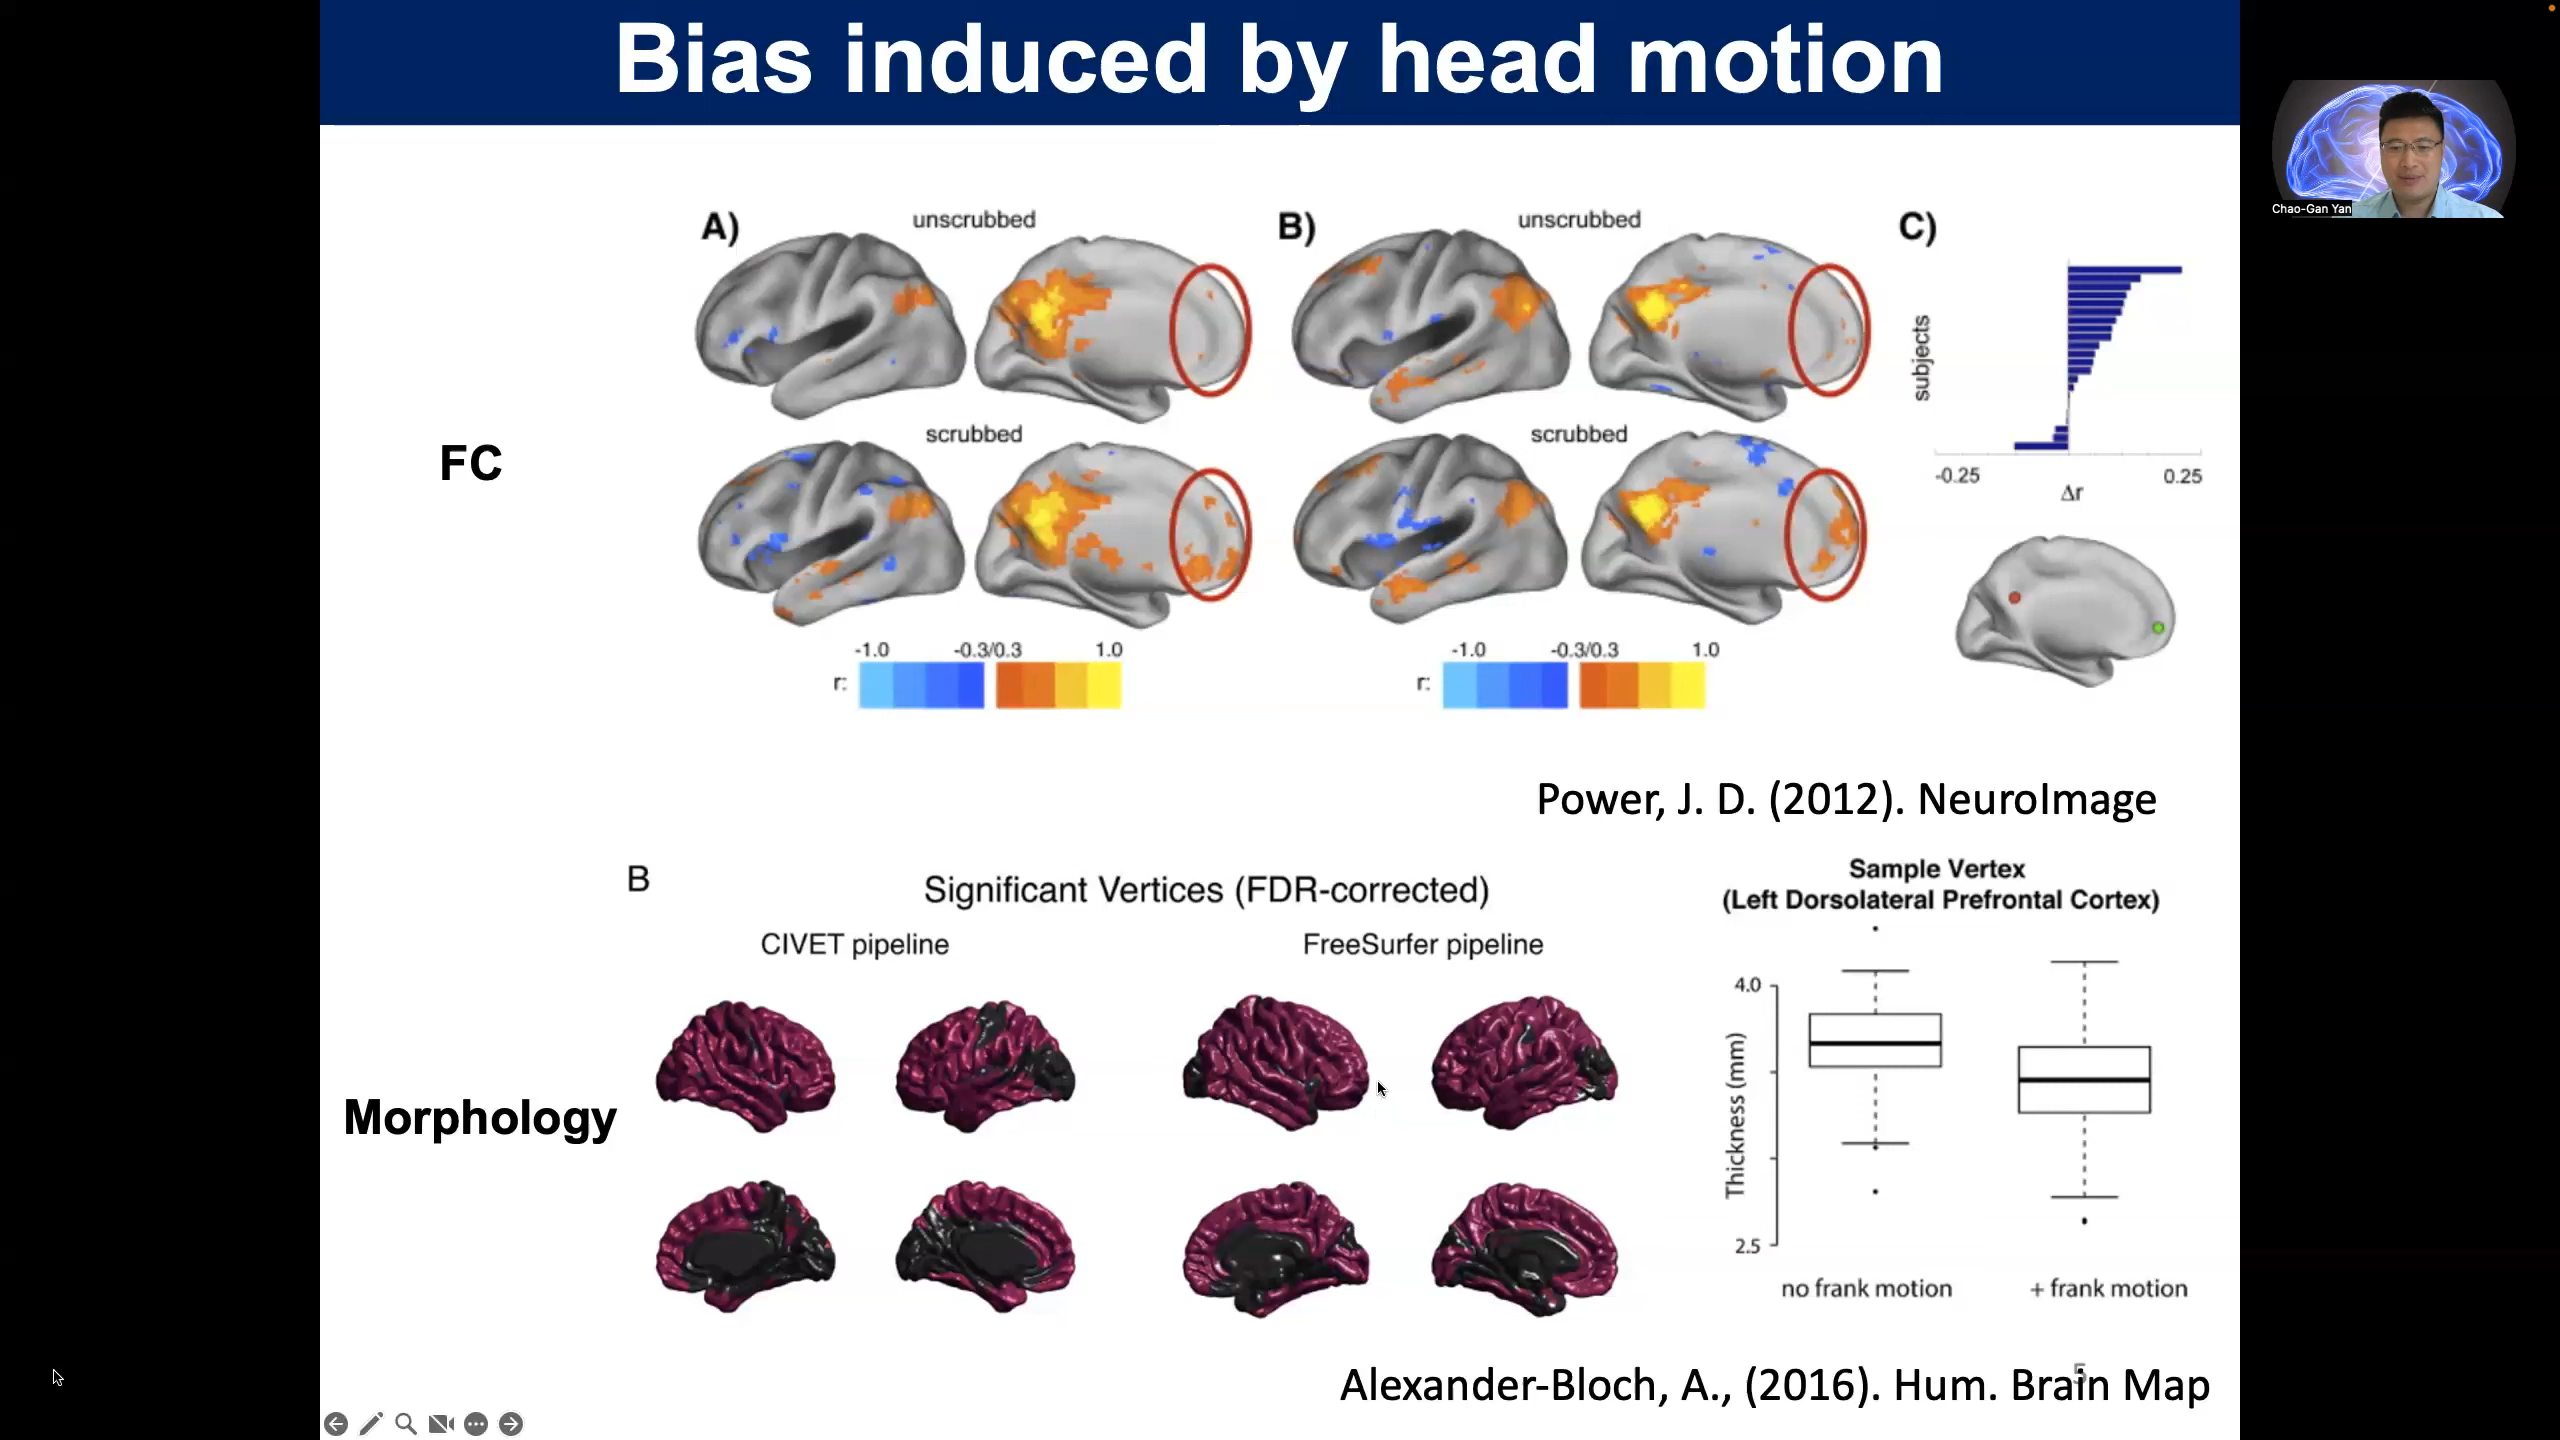 Bias induced by head motion
Chao-Gan Yan
A)
unscrubbed
B)
unscrubbed
C)
subjects
-0.25
0.25
Δr
FC
scrubbed
scrubbed
-1.0
-0.3/0.3
1.0
r:
-1.0
-0.3/0.3
1.0
r:
Power, J. D. (2012). NeuroImage
Morphology
B
Significant Vertices (FDR-corrected)
CIVET pipeline
FreeSurfer pipeline
Sample Vertex
(Left Dorsolateral Prefrontal Cortex)
Thickness (mm)
4.0
2.5
no frank motion
+ frank motion
Alexander-Bloch, A., (2016). Hum. Brain Map
5